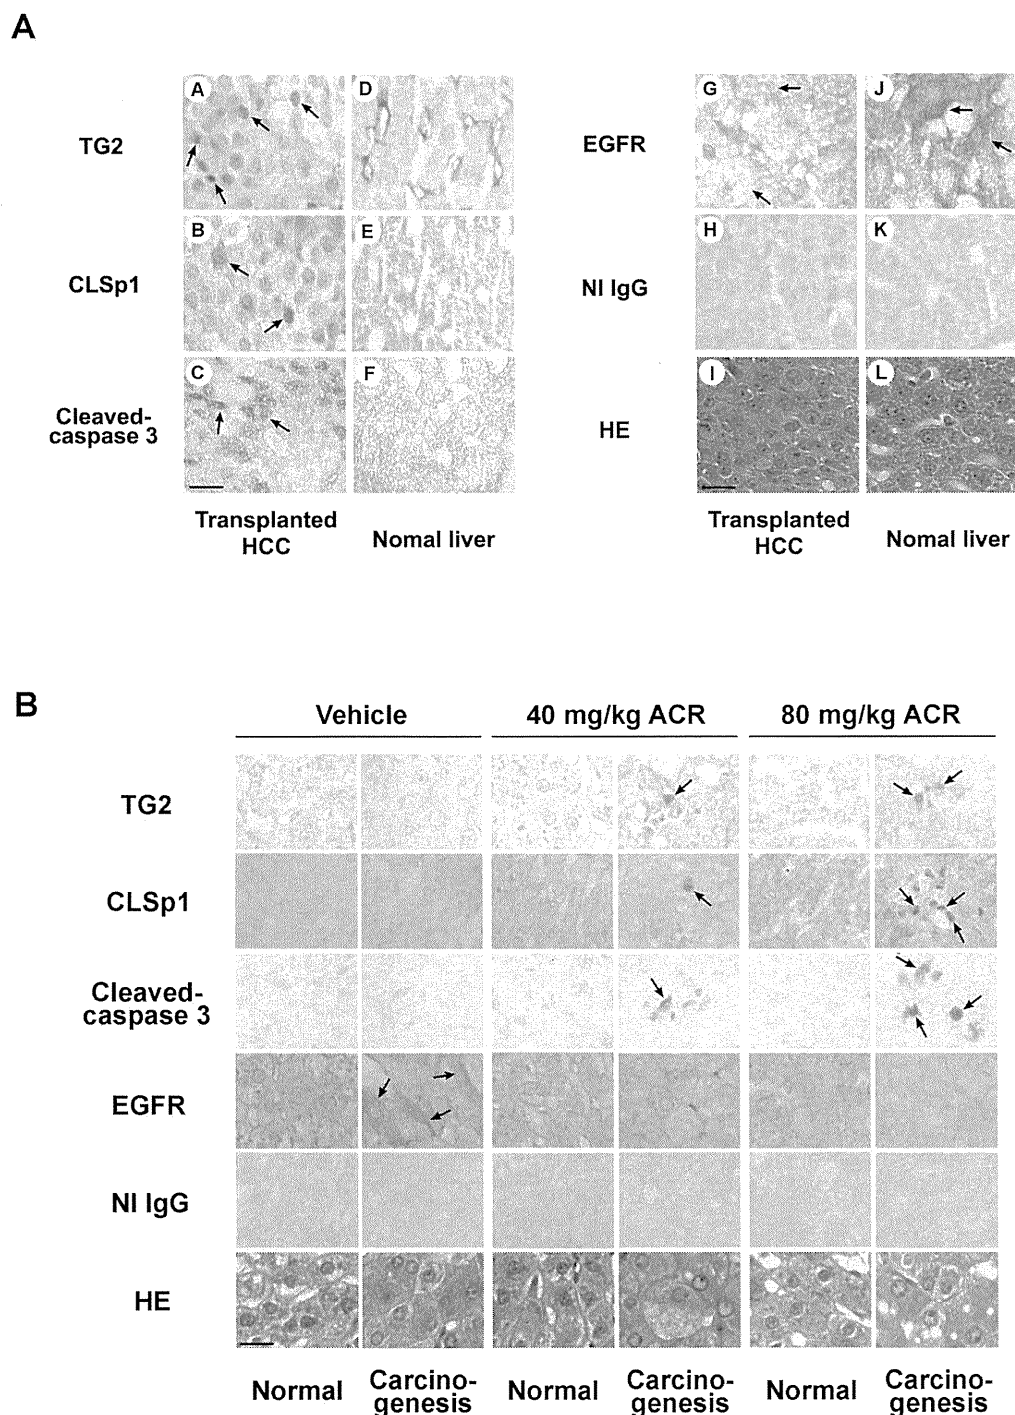 A
TG2
A
D
CLSp1
B
E
Cleaved-
caspase 3
C
F
Transplanted
HCC
Nomal liver
EGFR
G
J
NI IgG
H
K
HE
I
L
Transplanted
HCC
Nomal liver
B
Vehicle
40 mg/kg ACR
80 mg/kg ACR
TG2
CLSp1
Cleaved-
caspase 3
EGFR
NI IgG
HE
Normal
Carcino-
genesis
Normal
Carcino-
genesis
Normal
Carcino-
genesis